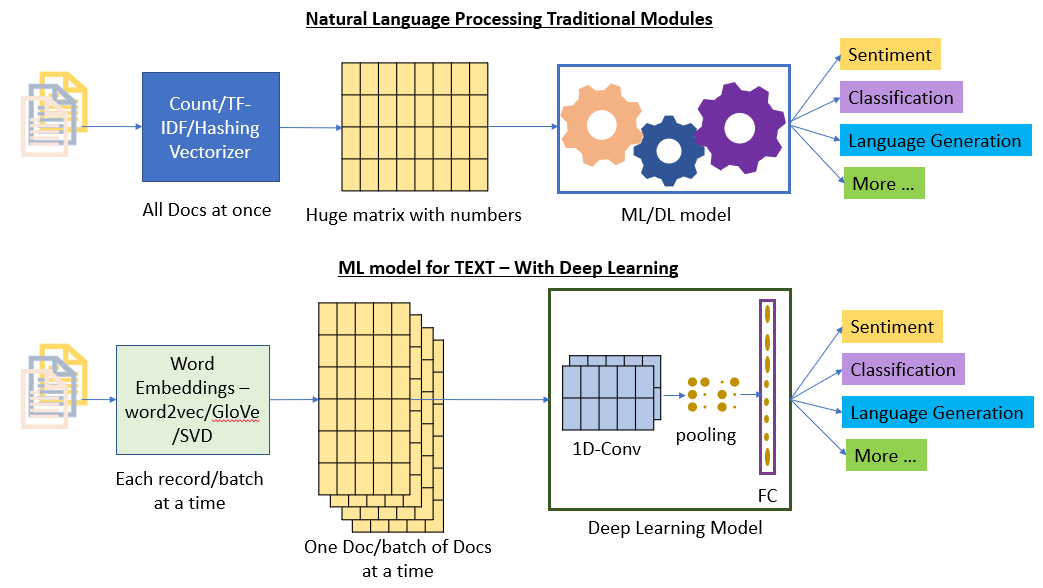 Natural Language Processing Traditional Modules
Count/TF-
IDF/Hashing
Vectorizer
All Docs at once
Huge matrix with numbers
ML/DL model
Sentiment
Classification
Language Generation
More ...
ML model for TEXT – With Deep Learning
Word
Embeddings –
word2vec/GloVe
/SVD
Each record/batch
at a time
One Doc/batch of Docs
at a time
1D-Conv
pooling
FC
Deep Learning Model
Sentiment
Classification
Language Generation
More ...